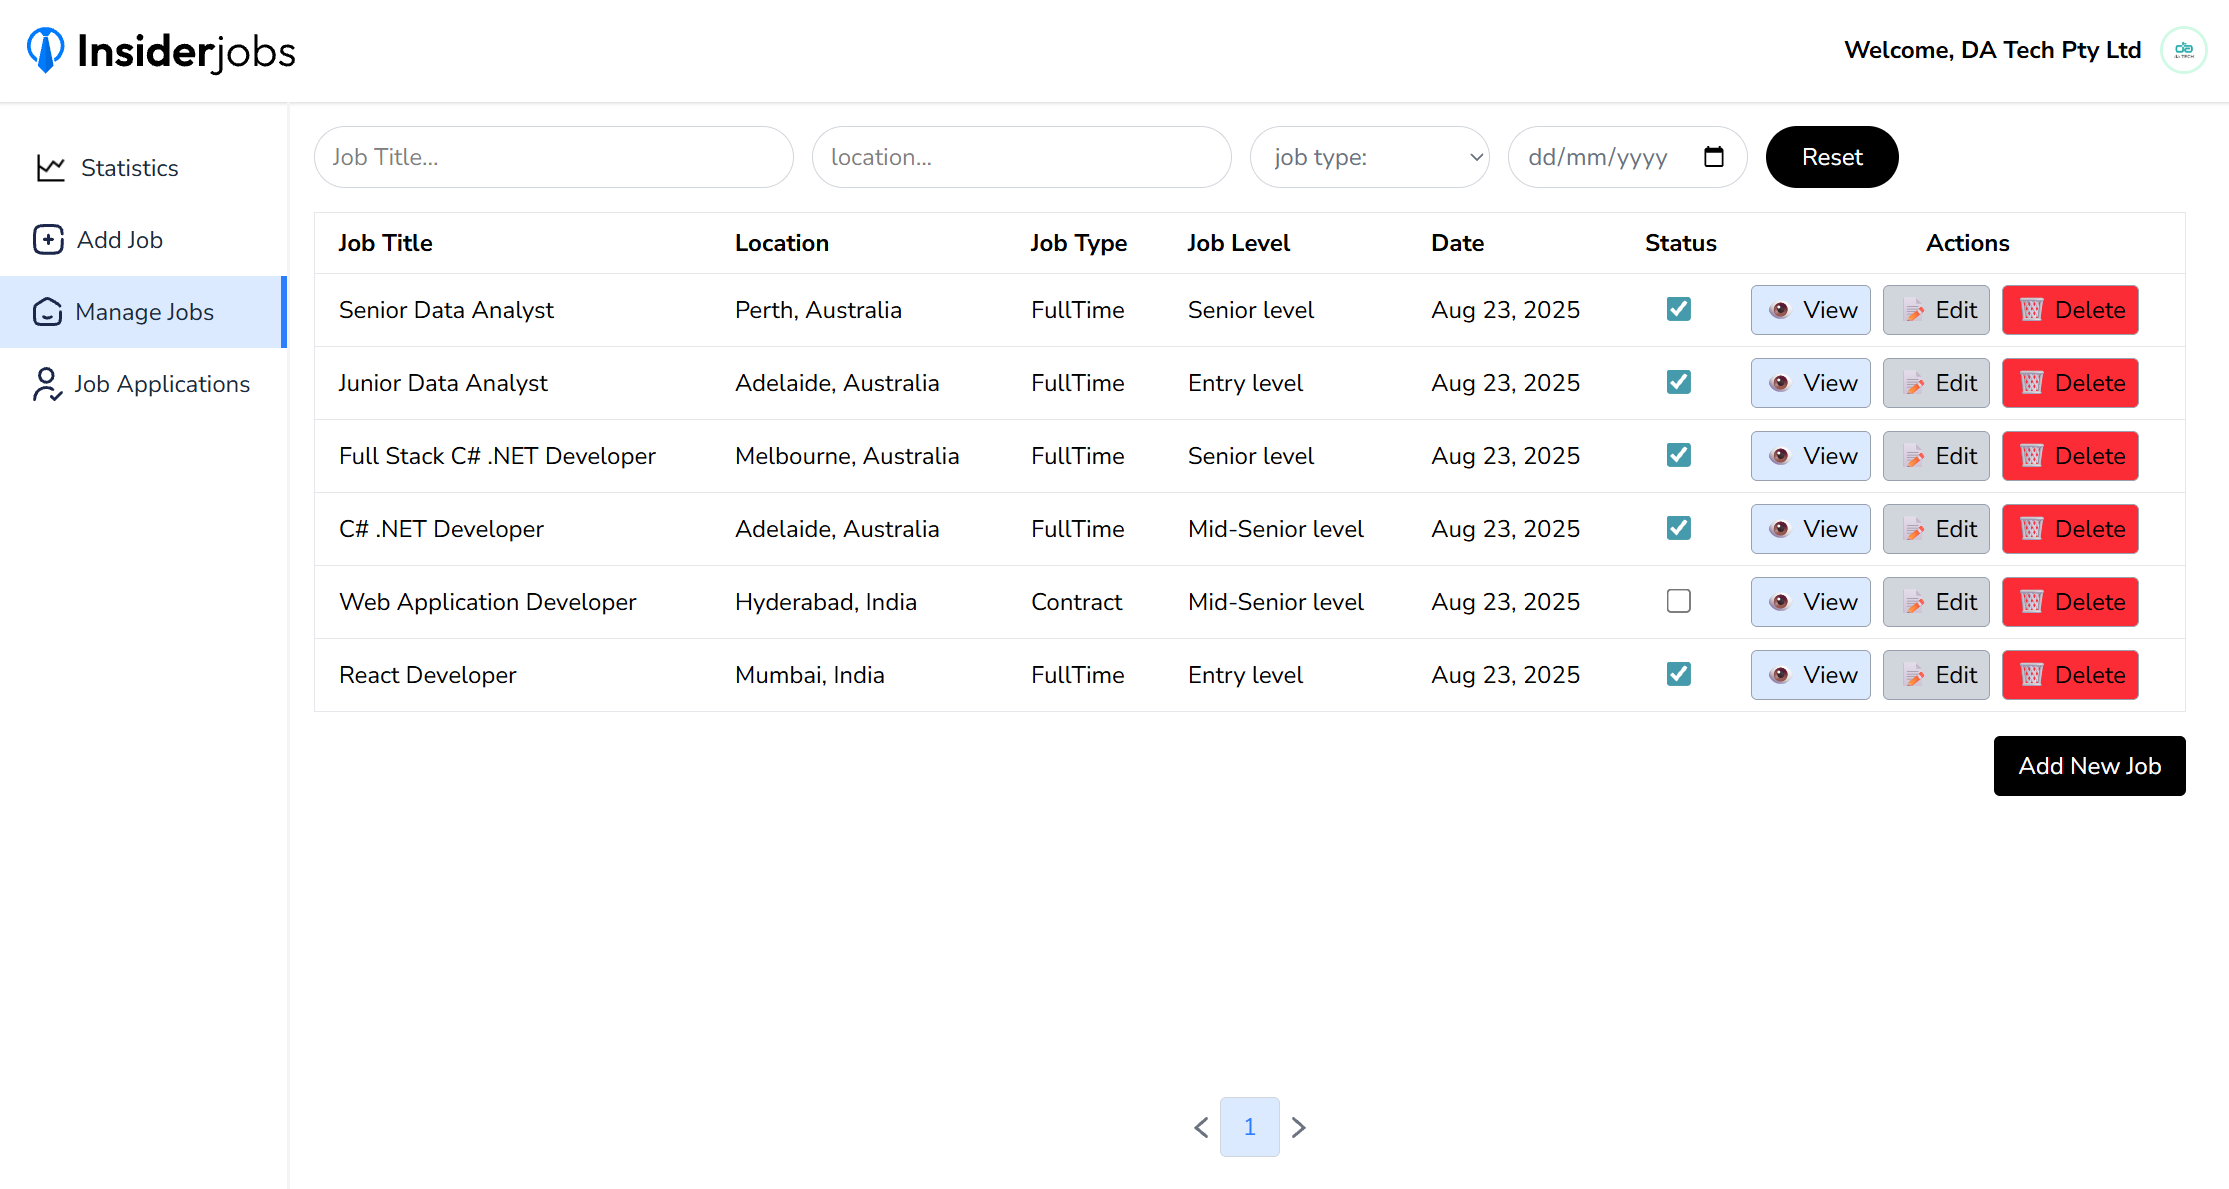 Insiderjobs
Welcome, DA Tech Pty Ltd
Statistics
Add Job
Manage Jobs
Job Applications
Job Title...
location...
job type:
dd/mm/yyyy
Reset
Job Title Location Job Type Job Level Date Status Actions
Senior Data Analyst Perth, Australia FullTime Senior level Aug 23, 2025 View Edit Delete
Junior Data Analyst Adelaide, Australia FullTime Entry level Aug 23, 2025 View Edit Delete
Full Stack C# .NET Developer Melbourne, Australia FullTime Senior level Aug 23, 2025 View Edit Delete
C# .NET Developer Adelaide, Australia FullTime Mid-Senior level Aug 23, 2025 View Edit Delete
Web Application Developer Hyderabad, India Contract Mid-Senior level Aug 23, 2025 View Edit Delete
React Developer Mumbai, India FullTime Entry level Aug 23, 2025 View Edit Delete
Add New Job
1